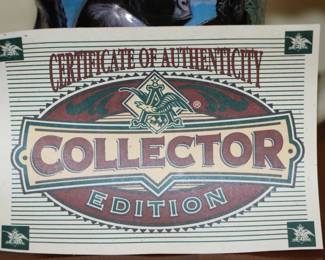 CERTIFICATE OF AUTHENTICITY
®
COLLECTOR
EDITION